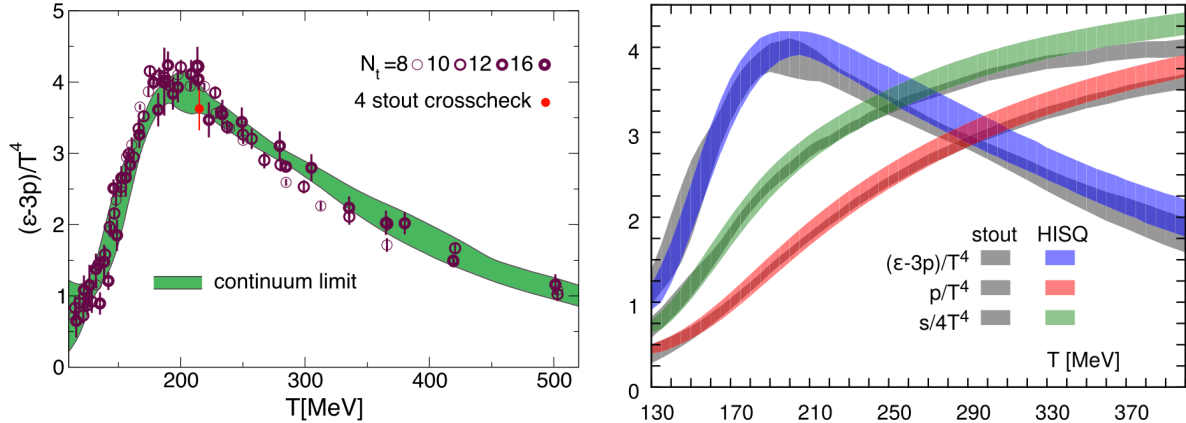 5
4
3
2
1
0
(ε-3p)/T⁴
N_t =8 10 12 16
4 stout crosscheck
continuum limit
200 300 400 500
T[MeV]
4
3
2
1
0
stout HISQ
(ε-3p)/T⁴
p/T⁴
s/4T⁴
T [MeV]
130 170 210 250 290 330 370